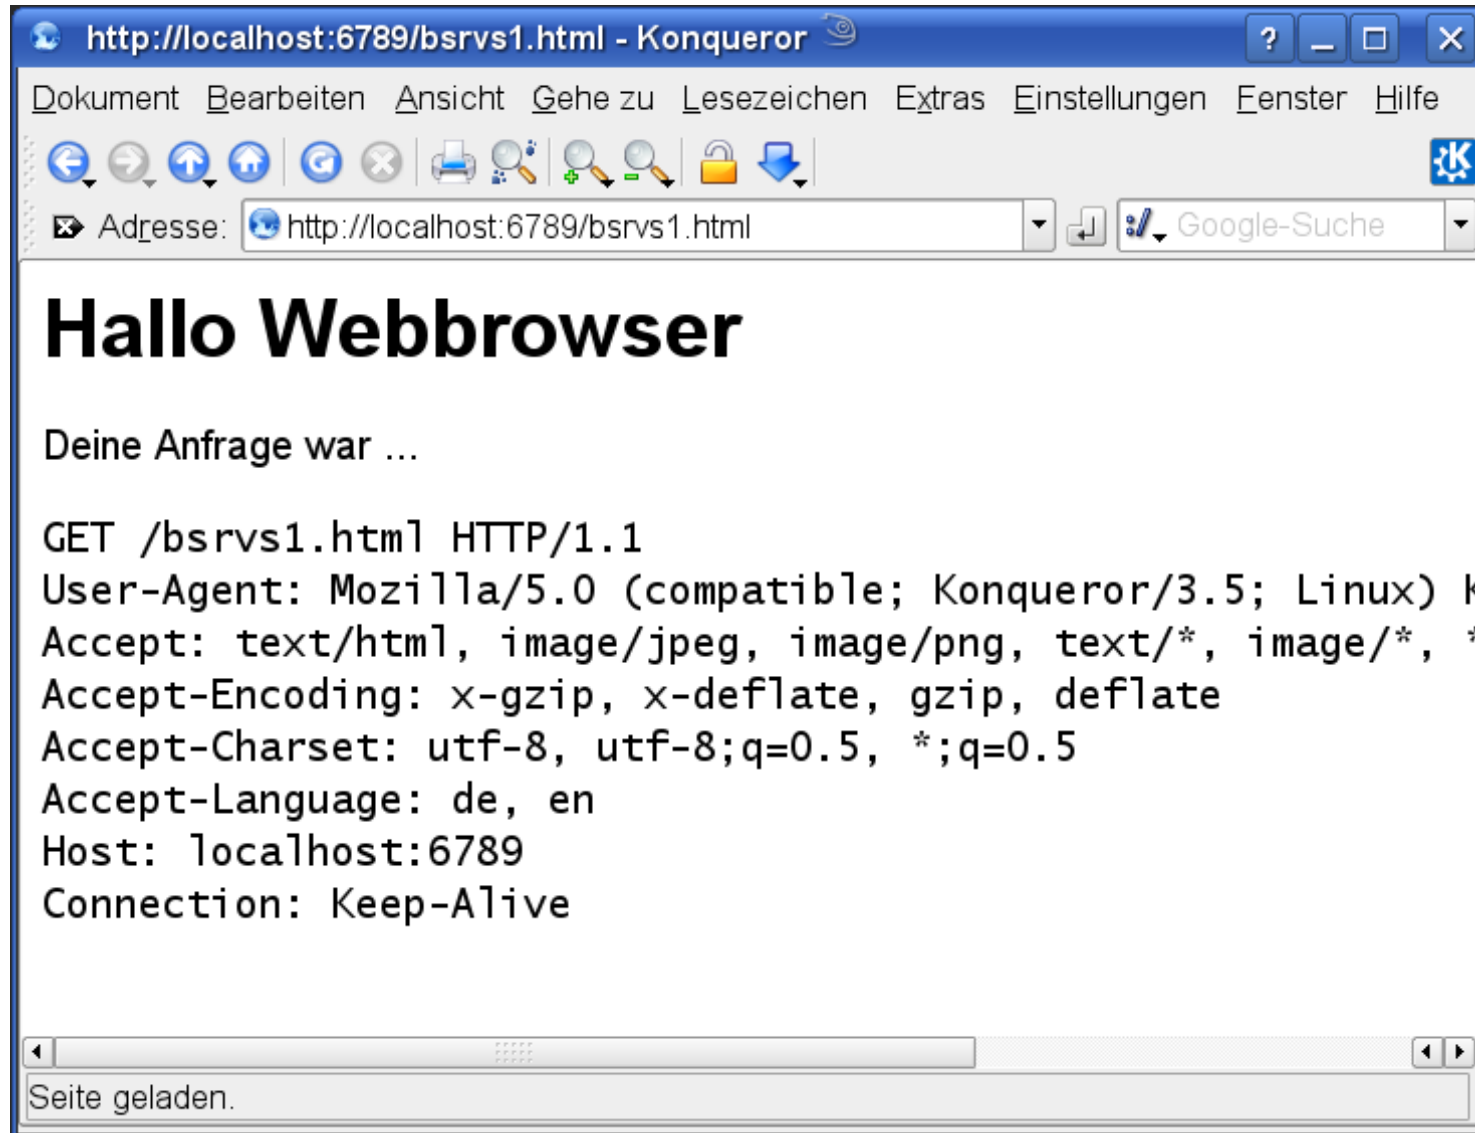 http://localhost:6789/bsrvs1.html - Konqueror
Dokument Bearbeiten Ansicht Gehe zu Lesezeichen Extras Einstellungen Fenster Hilfe
Adresse: http://localhost:6789/bsrvs1.html Google-Suche
Hallo Webbrowser
Deine Anfrage war ...
GET /bsrvs1.html HTTP/1.1
User-Agent: Mozilla/5.0 (compatible; Konqueror/3.5; Linux) K
Accept: text/html, image/jpeg, image/png, text/*, image/*, *
Accept-Encoding: x-gzip, x-deflate, gzip, deflate
Accept-Charset: utf-8, utf-8;q=0.5, *;q=0.5
Accept-Language: de, en
Host: localhost:6789
Connection: Keep-Alive
Seite geladen.